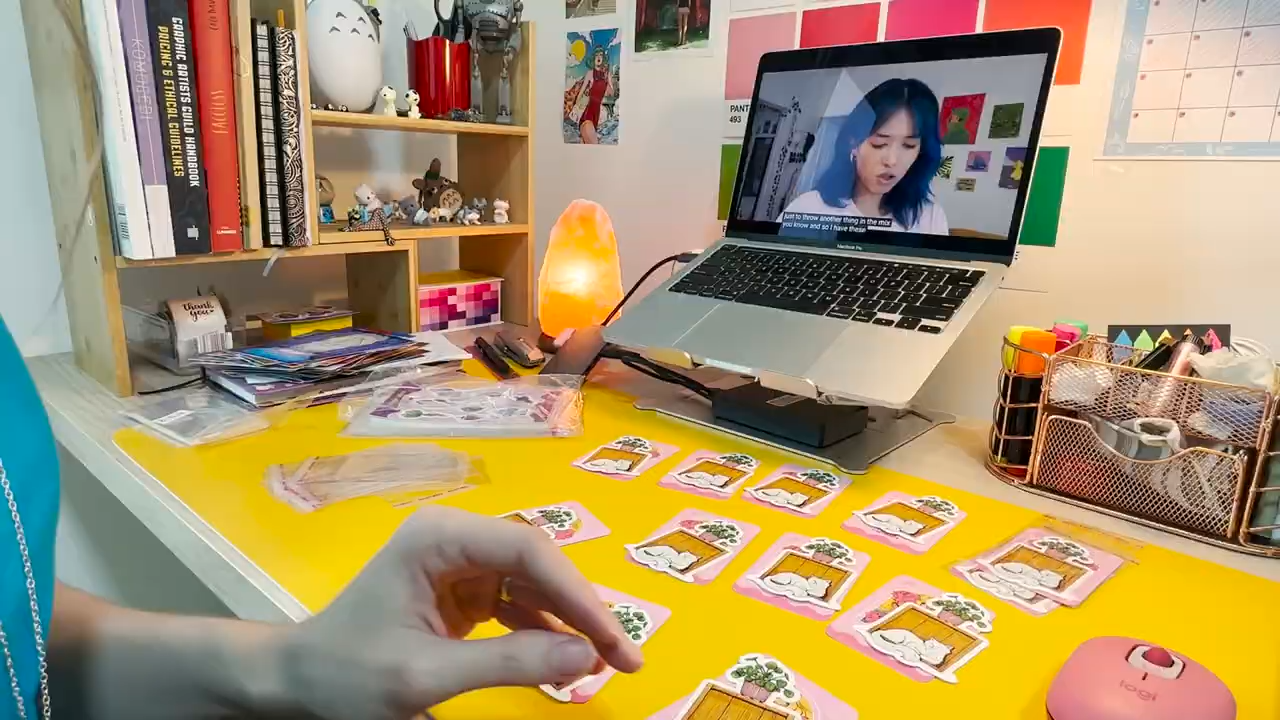 KOMOREBI
GRAPHIC ARTISTS GUILD HANDBOOK
PRICING & ETHICAL GUIDELINES
thank
you
PANT
493
just to throw another thing in the mix
you know and so I have these
MacBook Pro
logi